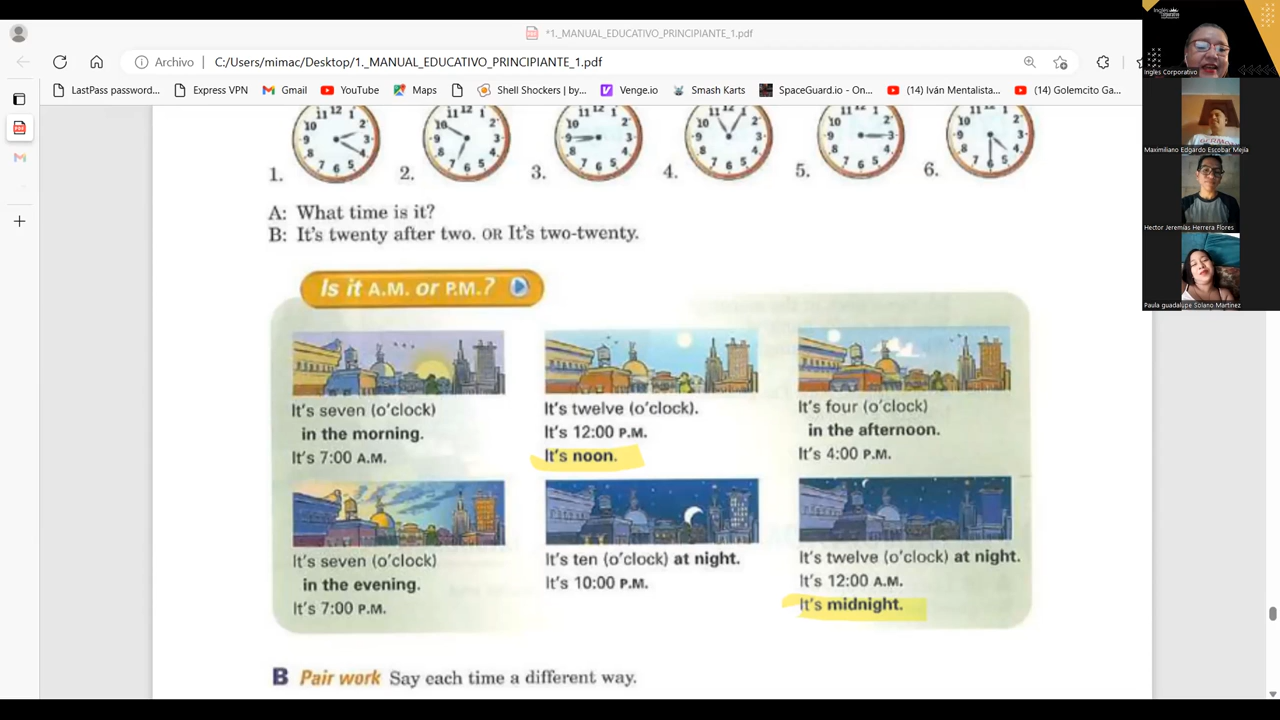 *1._MANUAL_EDUCATIVO_PRINCIPIANTE_1.pdf
Archivo C:/Users/mimac/Desktop/1._MANUAL_EDUCATIVO_PRINCIPIANTE_1.pdf
LastPass password... Express VPN Gmail YouTube Maps Shell Shockers | by... Venge.io Smash Karts SpaceGuard.io - On... (14) Iván Mentalista... (14) Golemcito Ga...
Inglés Corporativo
Maximiliano Edgardo Escobar Mejía
Hector Jeremías Herrera Flores
Paula guadalupe Solano Martinez
1. 2. 3. 4. 5. 6.
A: What time is it?
B: It's twenty after two. OR It's two-twenty.
Is it A.M. or P.M.?
It's seven (o'clock)
in the morning.
It's 7:00 A.M.
It's twelve (o'clock).
It's 12:00 P.M.
It's noon.
It's four (o'clock)
in the afternoon.
It's 4:00 P.M.
It's seven (o'clock)
in the evening.
It's 7:00 P.M.
It's ten (o'clock) at night.
It's 10:00 P.M.
It's twelve (o'clock) at night.
It's 12:00 A.M.
It's midnight.
B Pair work Say each time a different way.